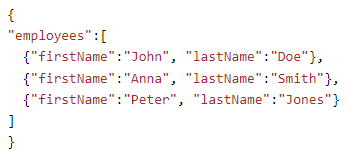 {
"employees":[
  {"firstName":"John", "lastName":"Doe"},
  {"firstName":"Anna", "lastName":"Smith"},
  {"firstName":"Peter", "lastName":"Jones"}
]
}